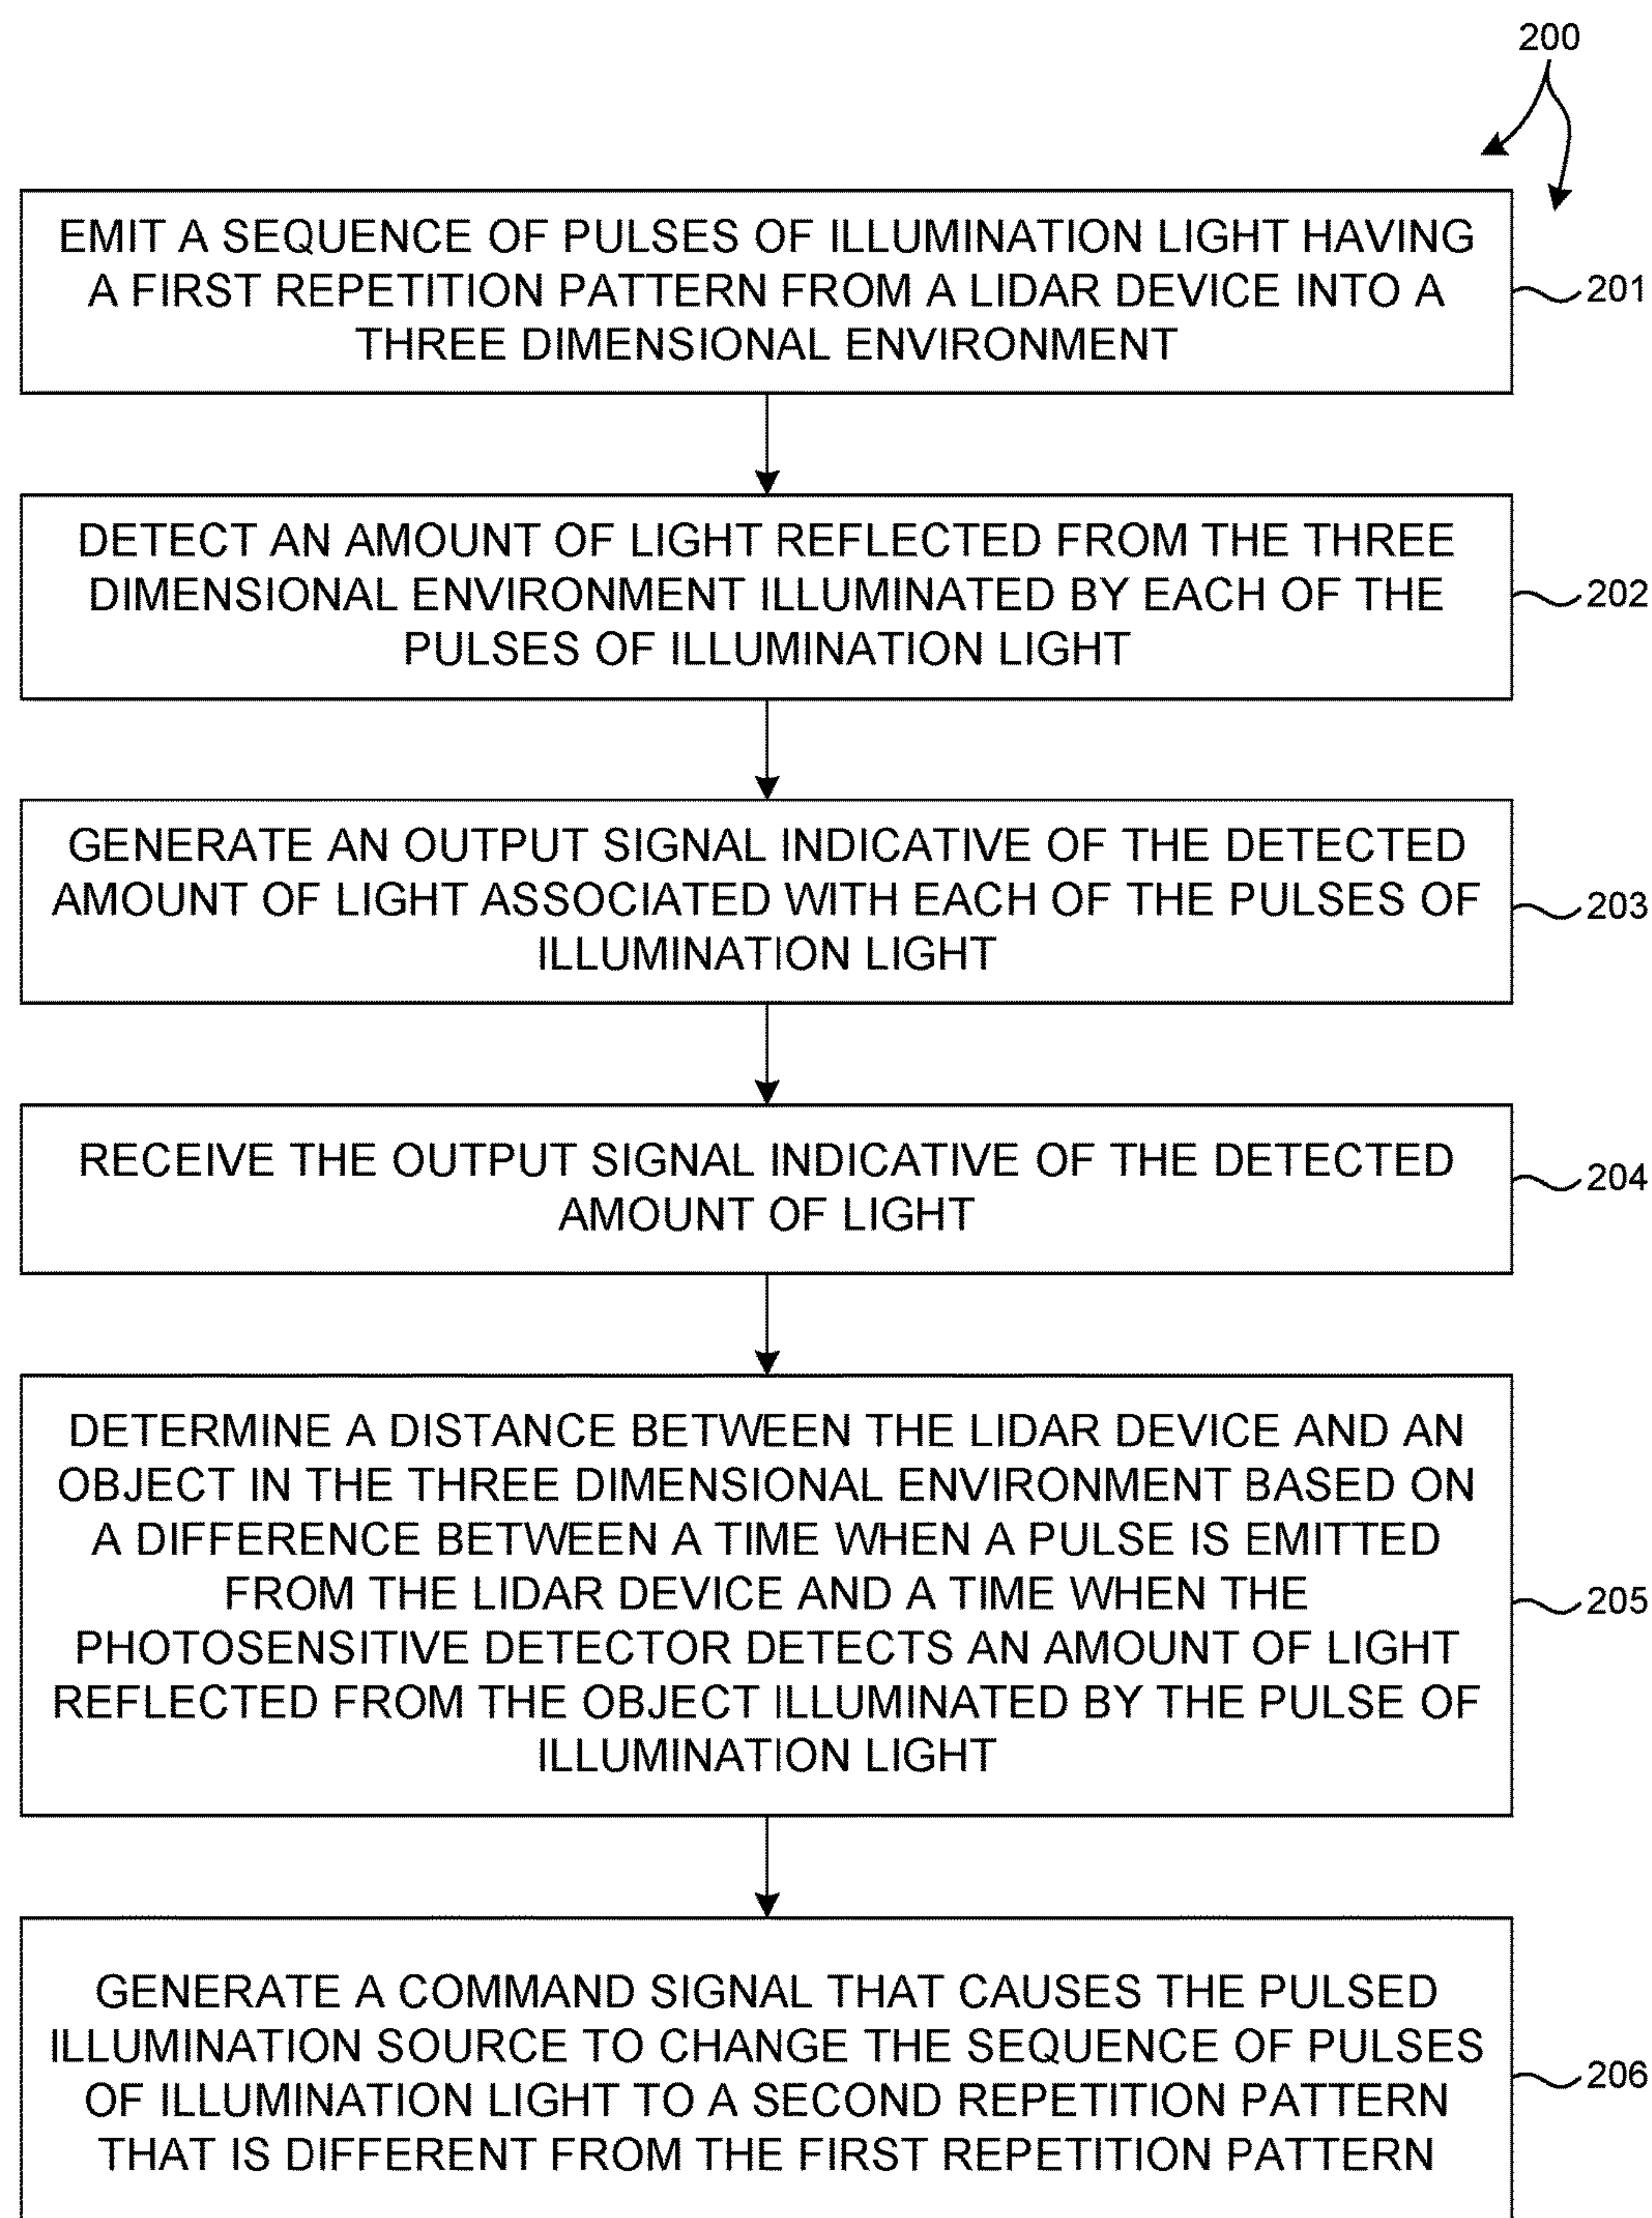 200
EMIT A SEQUENCE OF PULSES OF ILLUMINATION LIGHT HAVING
A FIRST REPETITION PATTERN FROM A LIDAR DEVICE INTO A
THREE DIMENSIONAL ENVIRONMENT
201
DETECT AN AMOUNT OF LIGHT REFLECTED FROM THE THREE
DIMENSIONAL ENVIRONMENT ILLUMINATED BY EACH OF THE
PULSES OF ILLUMINATION LIGHT
202
GENERATE AN OUTPUT SIGNAL INDICATIVE OF THE DETECTED
AMOUNT OF LIGHT ASSOCIATED WITH EACH OF THE PULSES OF
ILLUMINATION LIGHT
203
RECEIVE THE OUTPUT SIGNAL INDICATIVE OF THE DETECTED
AMOUNT OF LIGHT
204
DETERMINE A DISTANCE BETWEEN THE LIDAR DEVICE AND AN
OBJECT IN THE THREE DIMENSIONAL ENVIRONMENT BASED ON
A DIFFERENCE BETWEEN A TIME WHEN A PULSE IS EMITTED
FROM THE LIDAR DEVICE AND A TIME WHEN THE
PHOTOSENSITIVE DETECTOR DETECTS AN AMOUNT OF LIGHT
REFLECTED FROM THE OBJECT ILLUMINATED BY THE PULSE OF
ILLUMINATION LIGHT
205
GENERATE A COMMAND SIGNAL THAT CAUSES THE PULSED
ILLUMINATION SOURCE TO CHANGE THE SEQUENCE OF PULSES
OF ILLUMINATION LIGHT TO A SECOND REPETITION PATTERN
THAT IS DIFFERENT FROM THE FIRST REPETITION PATTERN
206